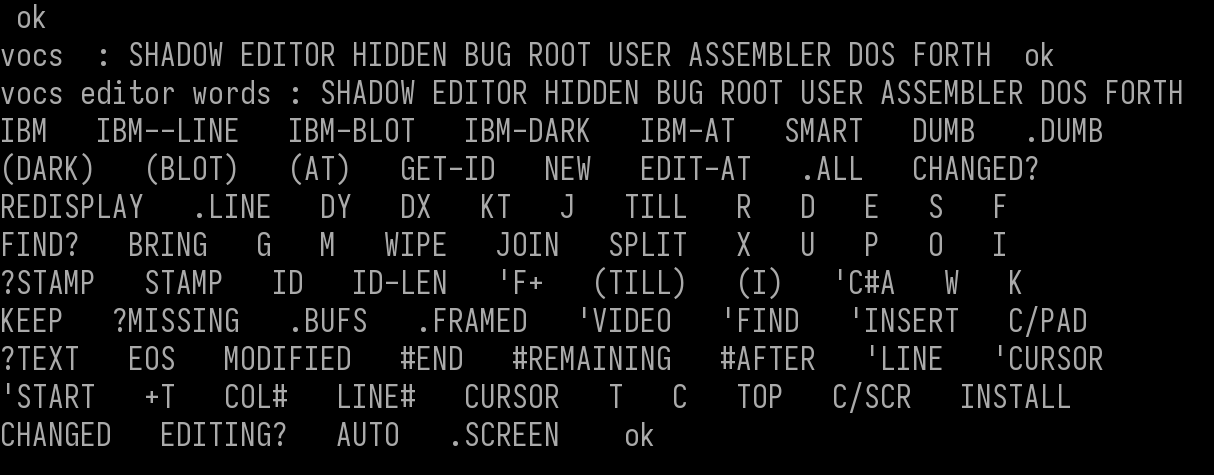 ok
vocs  : SHADOW EDITOR HIDDEN BUG ROOT USER ASSEMBLER DOS FORTH  ok
vocs editor words : SHADOW EDITOR HIDDEN BUG ROOT USER ASSEMBLER DOS FORTH
IBM   IBM--LINE   IBM-BLOT   IBM-DARK   IBM-AT   SMART   DUMB   .DUMB
(DARK)   (BLOT)   (AT)   GET-ID   NEW   EDIT-AT   .ALL   CHANGED?
REDISPLAY   .LINE   DY   DX   KT   J   TILL   R   D   E   S   F
FIND?   BRING   G   M   WIPE   JOIN   SPLIT   X   U   P   O   I
?STAMP   STAMP   ID   ID-LEN   'F+   (TILL)   (I)   'C#A   W   K
KEEP   ?MISSING   .BUFS   .FRAMED   'VIDEO   'FIND   'INSERT   C/PAD
?TEXT   EOS   MODIFIED   #END   #REMAINING   #AFTER   'LINE   'CURSOR
'START   +T   COL#   LINE#   CURSOR   T   C   TOP   C/SCR   INSTALL
CHANGED   EDITING?   AUTO   .SCREEN    ok